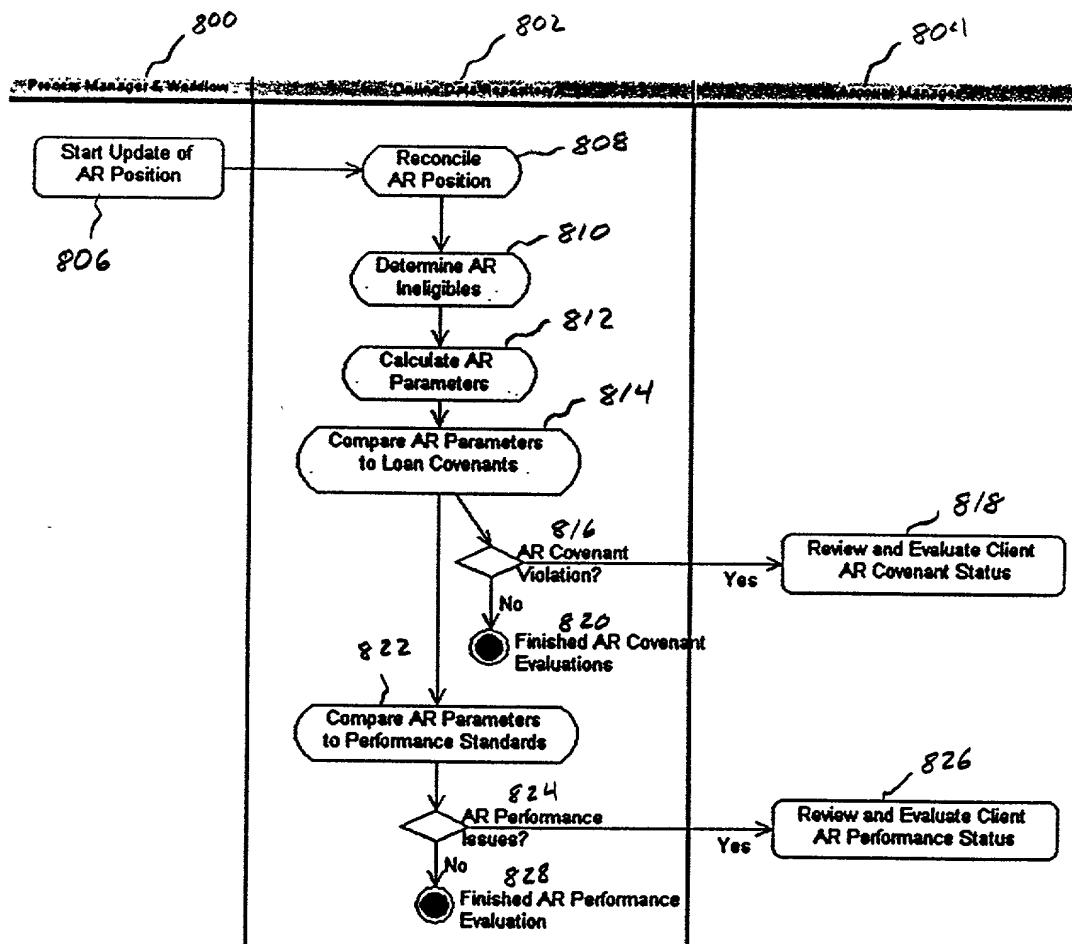 800
802
804
Process Manager & Workflow
Online Data Repository
Account Manager
Start Update of
AR Position
806
Reconcile
AR Position
808
810
Determine AR
Ineligibles
812
Calculate AR
Parameters
814
Compare AR Parameters
to Loan Covenants
816
AR Covenant
Violation?
Yes
818
Review and Evaluate Client
AR Covenant Status
No
820
Finished AR Covenant
Evaluations
822
Compare AR Parameters
to Performance Standards
824
AR Performance
Issues?
Yes
826
Review and Evaluate Client
AR Performance Status
No
828
Finished AR Performance
Evaluation